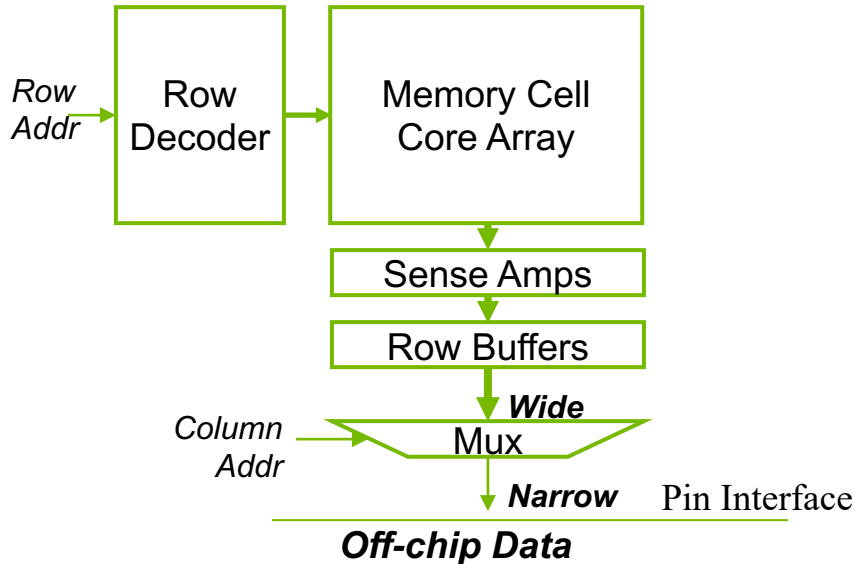 Row
Addr
Row
Decoder
Memory Cell
Core Array
Sense Amps
Row Buffers
Wide
Column
Addr
Mux
Narrow
Pin Interface
Off-chip Data